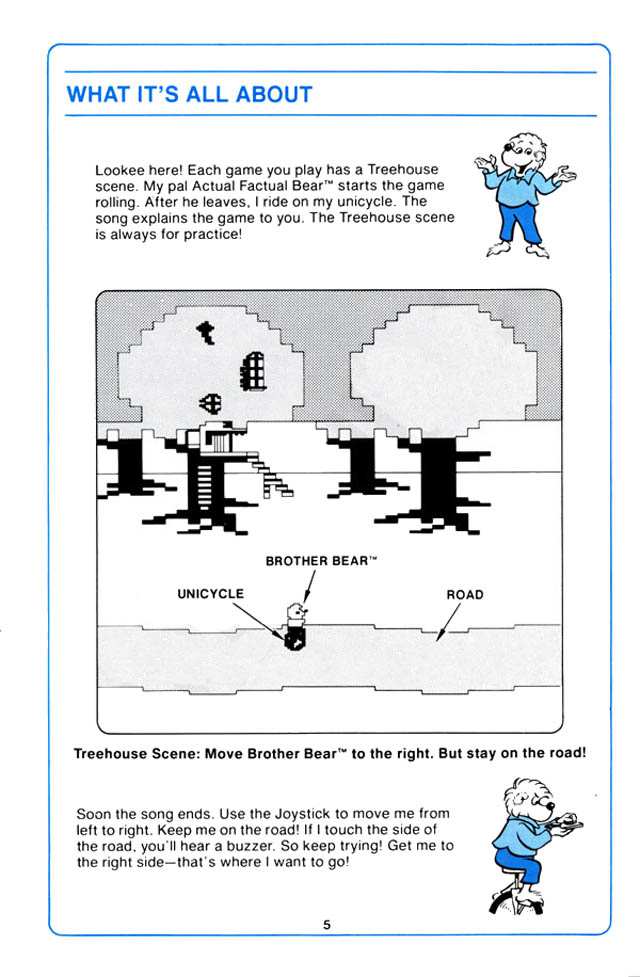 WHAT IT'S ALL ABOUT
Lookee here! Each game you play has a Treehouse
scene. My pal Actual Factual Bear™ starts the game
rolling. After he leaves, I ride on my unicycle. The
song explains the game to you. The Treehouse scene
is always for practice!
BROTHER BEAR™
UNICYCLE
ROAD
Treehouse Scene: Move Brother Bear™ to the right. But stay on the road!
Soon the song ends. Use the Joystick to move me from
left to right. Keep me on the road! If I touch the side of
the road, you'll hear a buzzer. So keep trying! Get me to
the right side—that's where I want to go!
5